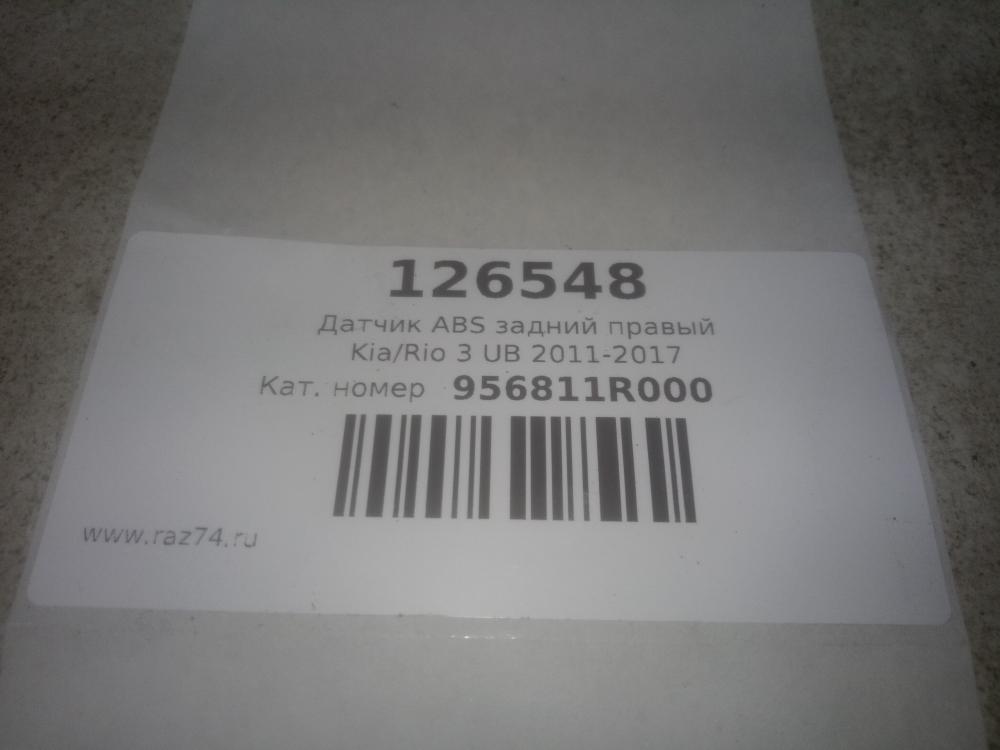 126548
Датчик ABS задний правый
Kia/Rio 3 UB 2011-2017
Кат. номер 956811R000
www.raz74.ru